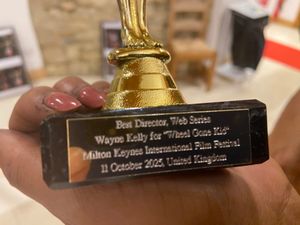 Best Director, Web Series
Wayne Kelly for "Wheel Gone Kid"
Milton Keynes International Film Festival
11 October 2025, United Kingdom